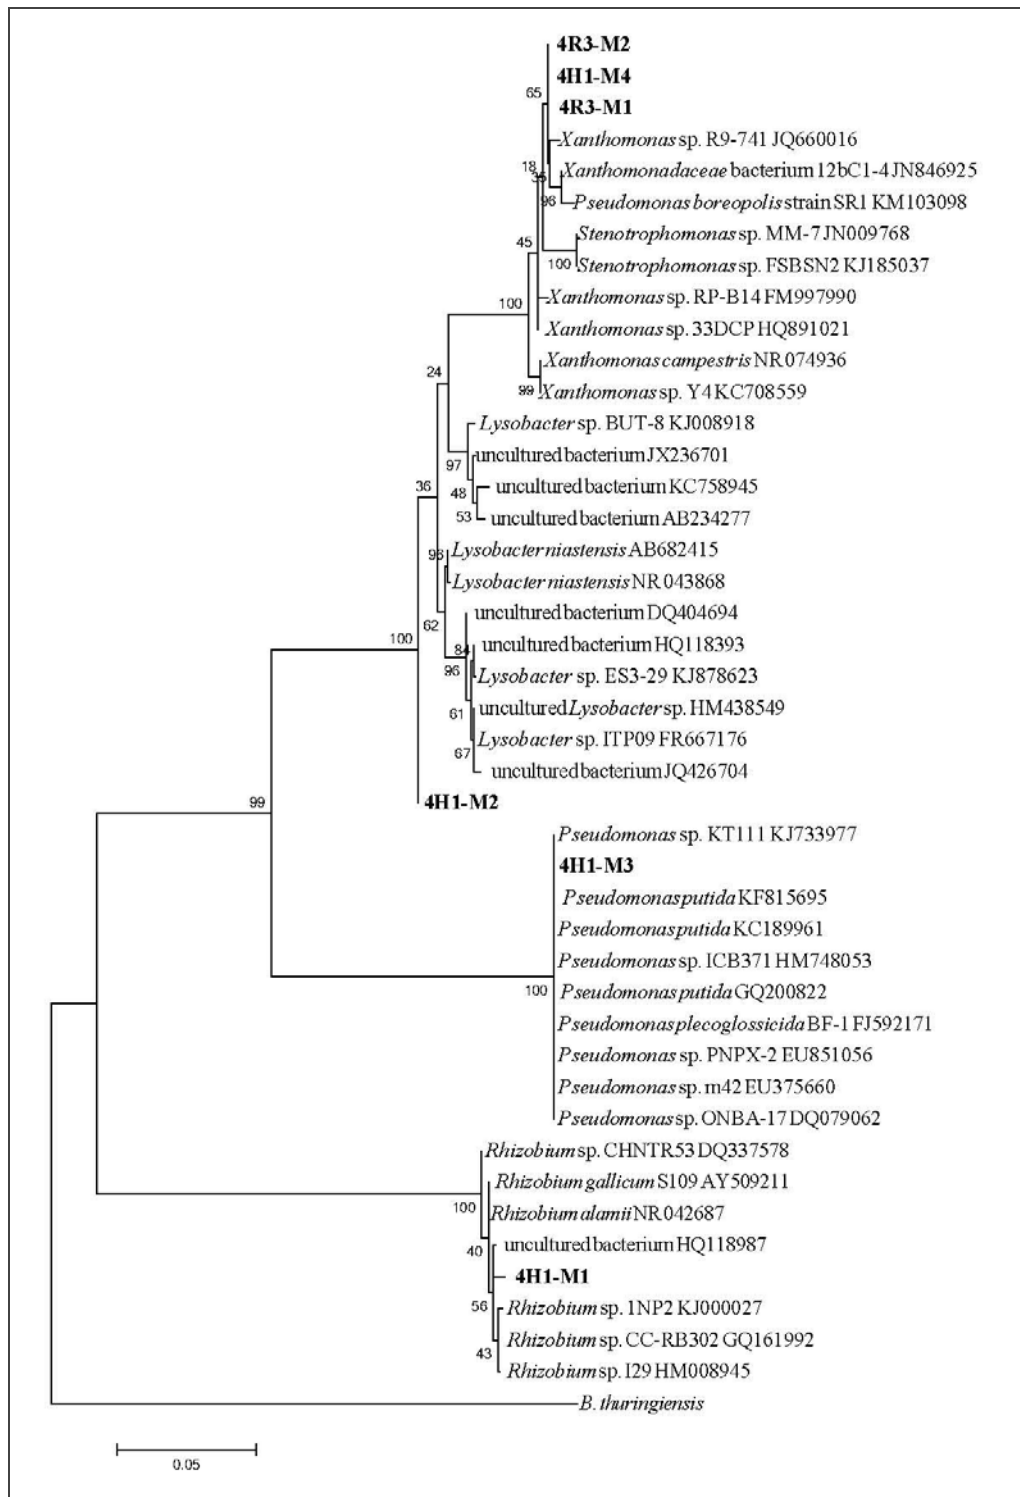 4R3-M2
4H1-M4
65
4R3-M1
Xanthomonas sp. R9-741 JQ660016
18
Xanthomonadaceae bacterium 12bC1-4 JN846925
35
96
Pseudomonas boreopolis strain SR1 KM103098
Stenotrophomonas sp. MM-7 JN009768
45
100
Stenotrophomonas sp. FSBSN2 KJ185037
Xanthomonas sp. RP-B14 FM997990
100
Xanthomonas sp. 33DCP HQ891021
Xanthomonas campestris NR 074936
24
99
Xanthomonas sp. Y4 KC708559
Lysobacter sp. BUT-8 KJ008918
uncultured bacterium JX236701
97
36
uncultured bacterium KC758945
48
53
uncultured bacterium AB234277
Lysobacter niastensis AB682415
Lysobacter niastensis NR 043868
uncultured bacterium DQ404694
62
100
uncultured bacterium HQ118393
84
96
Lysobacter sp. ES3-29 KJ878623
uncultured Lysobacter sp. HM438549
61
Lysobacter sp. ITP09 FR667176
67
uncultured bacterium JQ426704
99
4H1-M2
Pseudomonas sp. KT111 KJ733977
4H1-M3
Pseudomonas putida KF815695
Pseudomonas putida KC189961
Pseudomonas sp. ICB371 HM748053
100
Pseudomonas putida GQ200822
Pseudomonas plecoglossicida BF-1 FJ592171
Pseudomonas sp. PNPX-2 EU851056
Pseudomonas sp. m42 EU375660
Pseudomonas sp. ONBA-17 DQ079062
Rhizobium sp. CHNTR53 DQ337578
Rhizobium gallicum S109 AY509211
100
Rhizobium alamii NR 042687
40
uncultured bacterium HQ118987
4H1-M1
56
Rhizobium sp. 1NP2 KJ000027
Rhizobium sp. CC-RB302 GQ161992
43
Rhizobium sp. I29 HM008945
B. thuringiensis
0.05